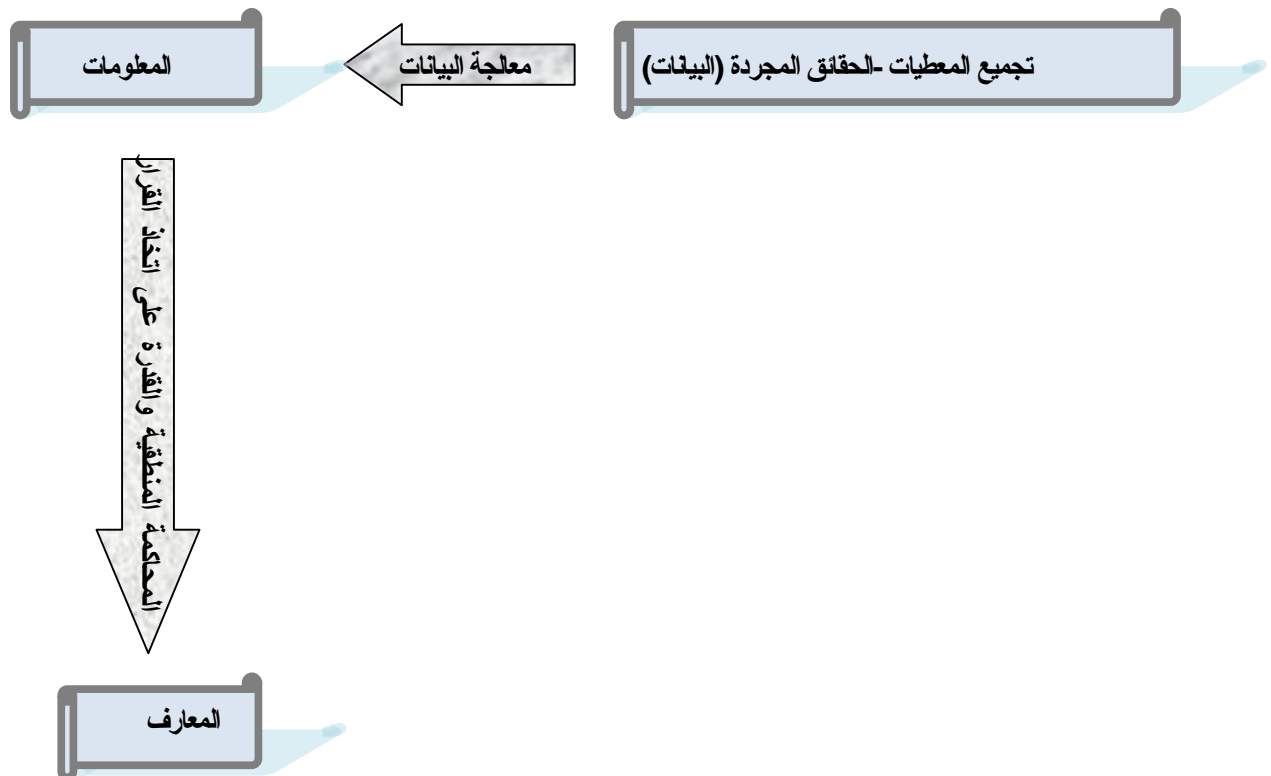 تجميع المعطيات -الحقائق المجردة (البيانات)
معالجة البيانات
المعلومات
المحاكمة المنطقية والقدرة على اتخاذ القرار
المعارف